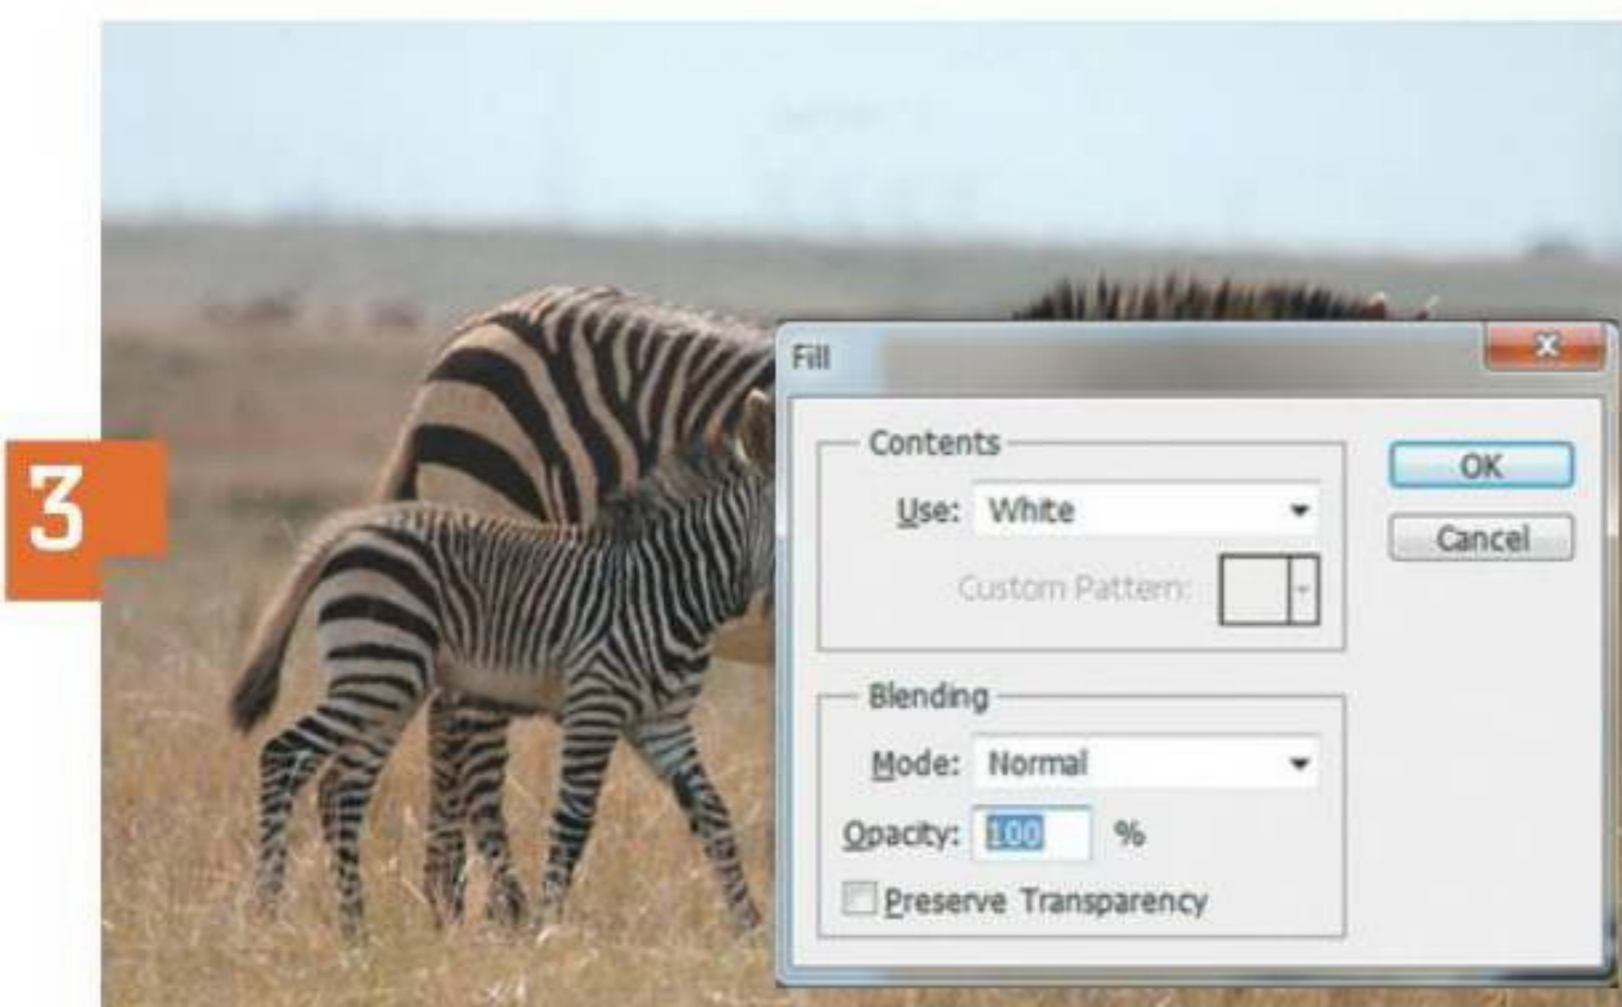 3
Fill
Contents
Use: White
Custom Pattern:
Blending
Mode: Normal
Opacity: 100 %
Preserve Transparency
OK
Cancel